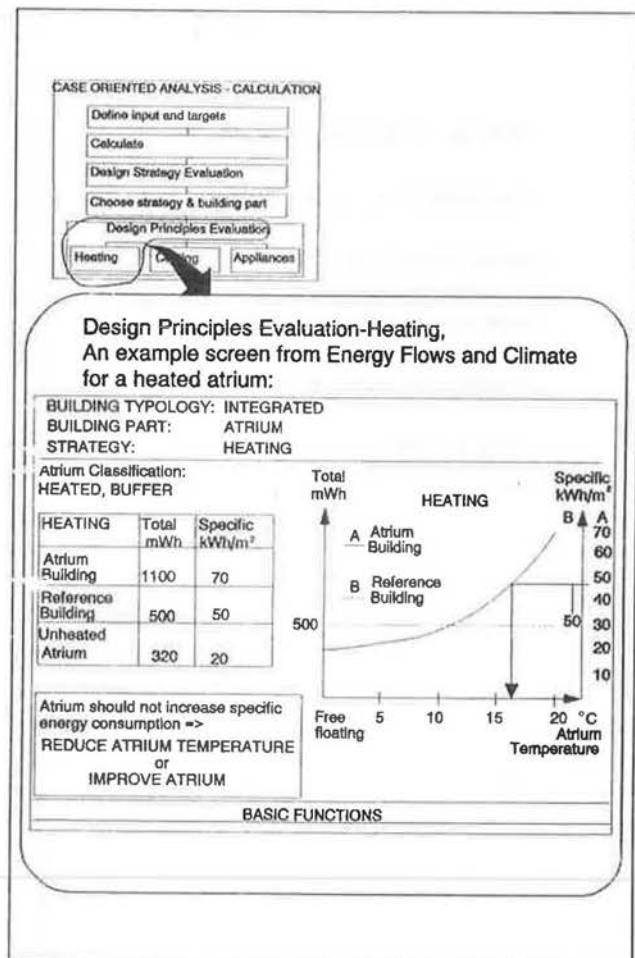 CASE ORIENTED ANALYSIS - CALCULATION
Define input and targets
Calculate
Design Strategy Evaluation
Choose strategy & building part
Design Principles Evaluation
Heating Cooling Appliances
Design Principles Evaluation-Heating,
An example screen from Energy Flows and Climate
for a heated atrium:
BUILDING TYPOLOGY: INTEGRATED
BUILDING PART: ATRIUM
STRATEGY: HEATING
Atrium Classification:
HEATED, BUFFER
HEATING Total mWh Specific kWh/m²
Atrium Building 1100 70
Reference Building 500 50
Unheated Atrium 320 20
Atrium should not increase specific
energy consumption =>
REDUCE ATRIUM TEMPERATURE
or
IMPROVE ATRIUM
Total
mWh
HEATING
Specific
kWh/m²
B A
A Atrium
Building
B Reference
Building
500
50
70
60
50
40
30
20
10
Free
floating
5 10 15 20 °C
Atrium
Temperature
BASIC FUNCTIONS